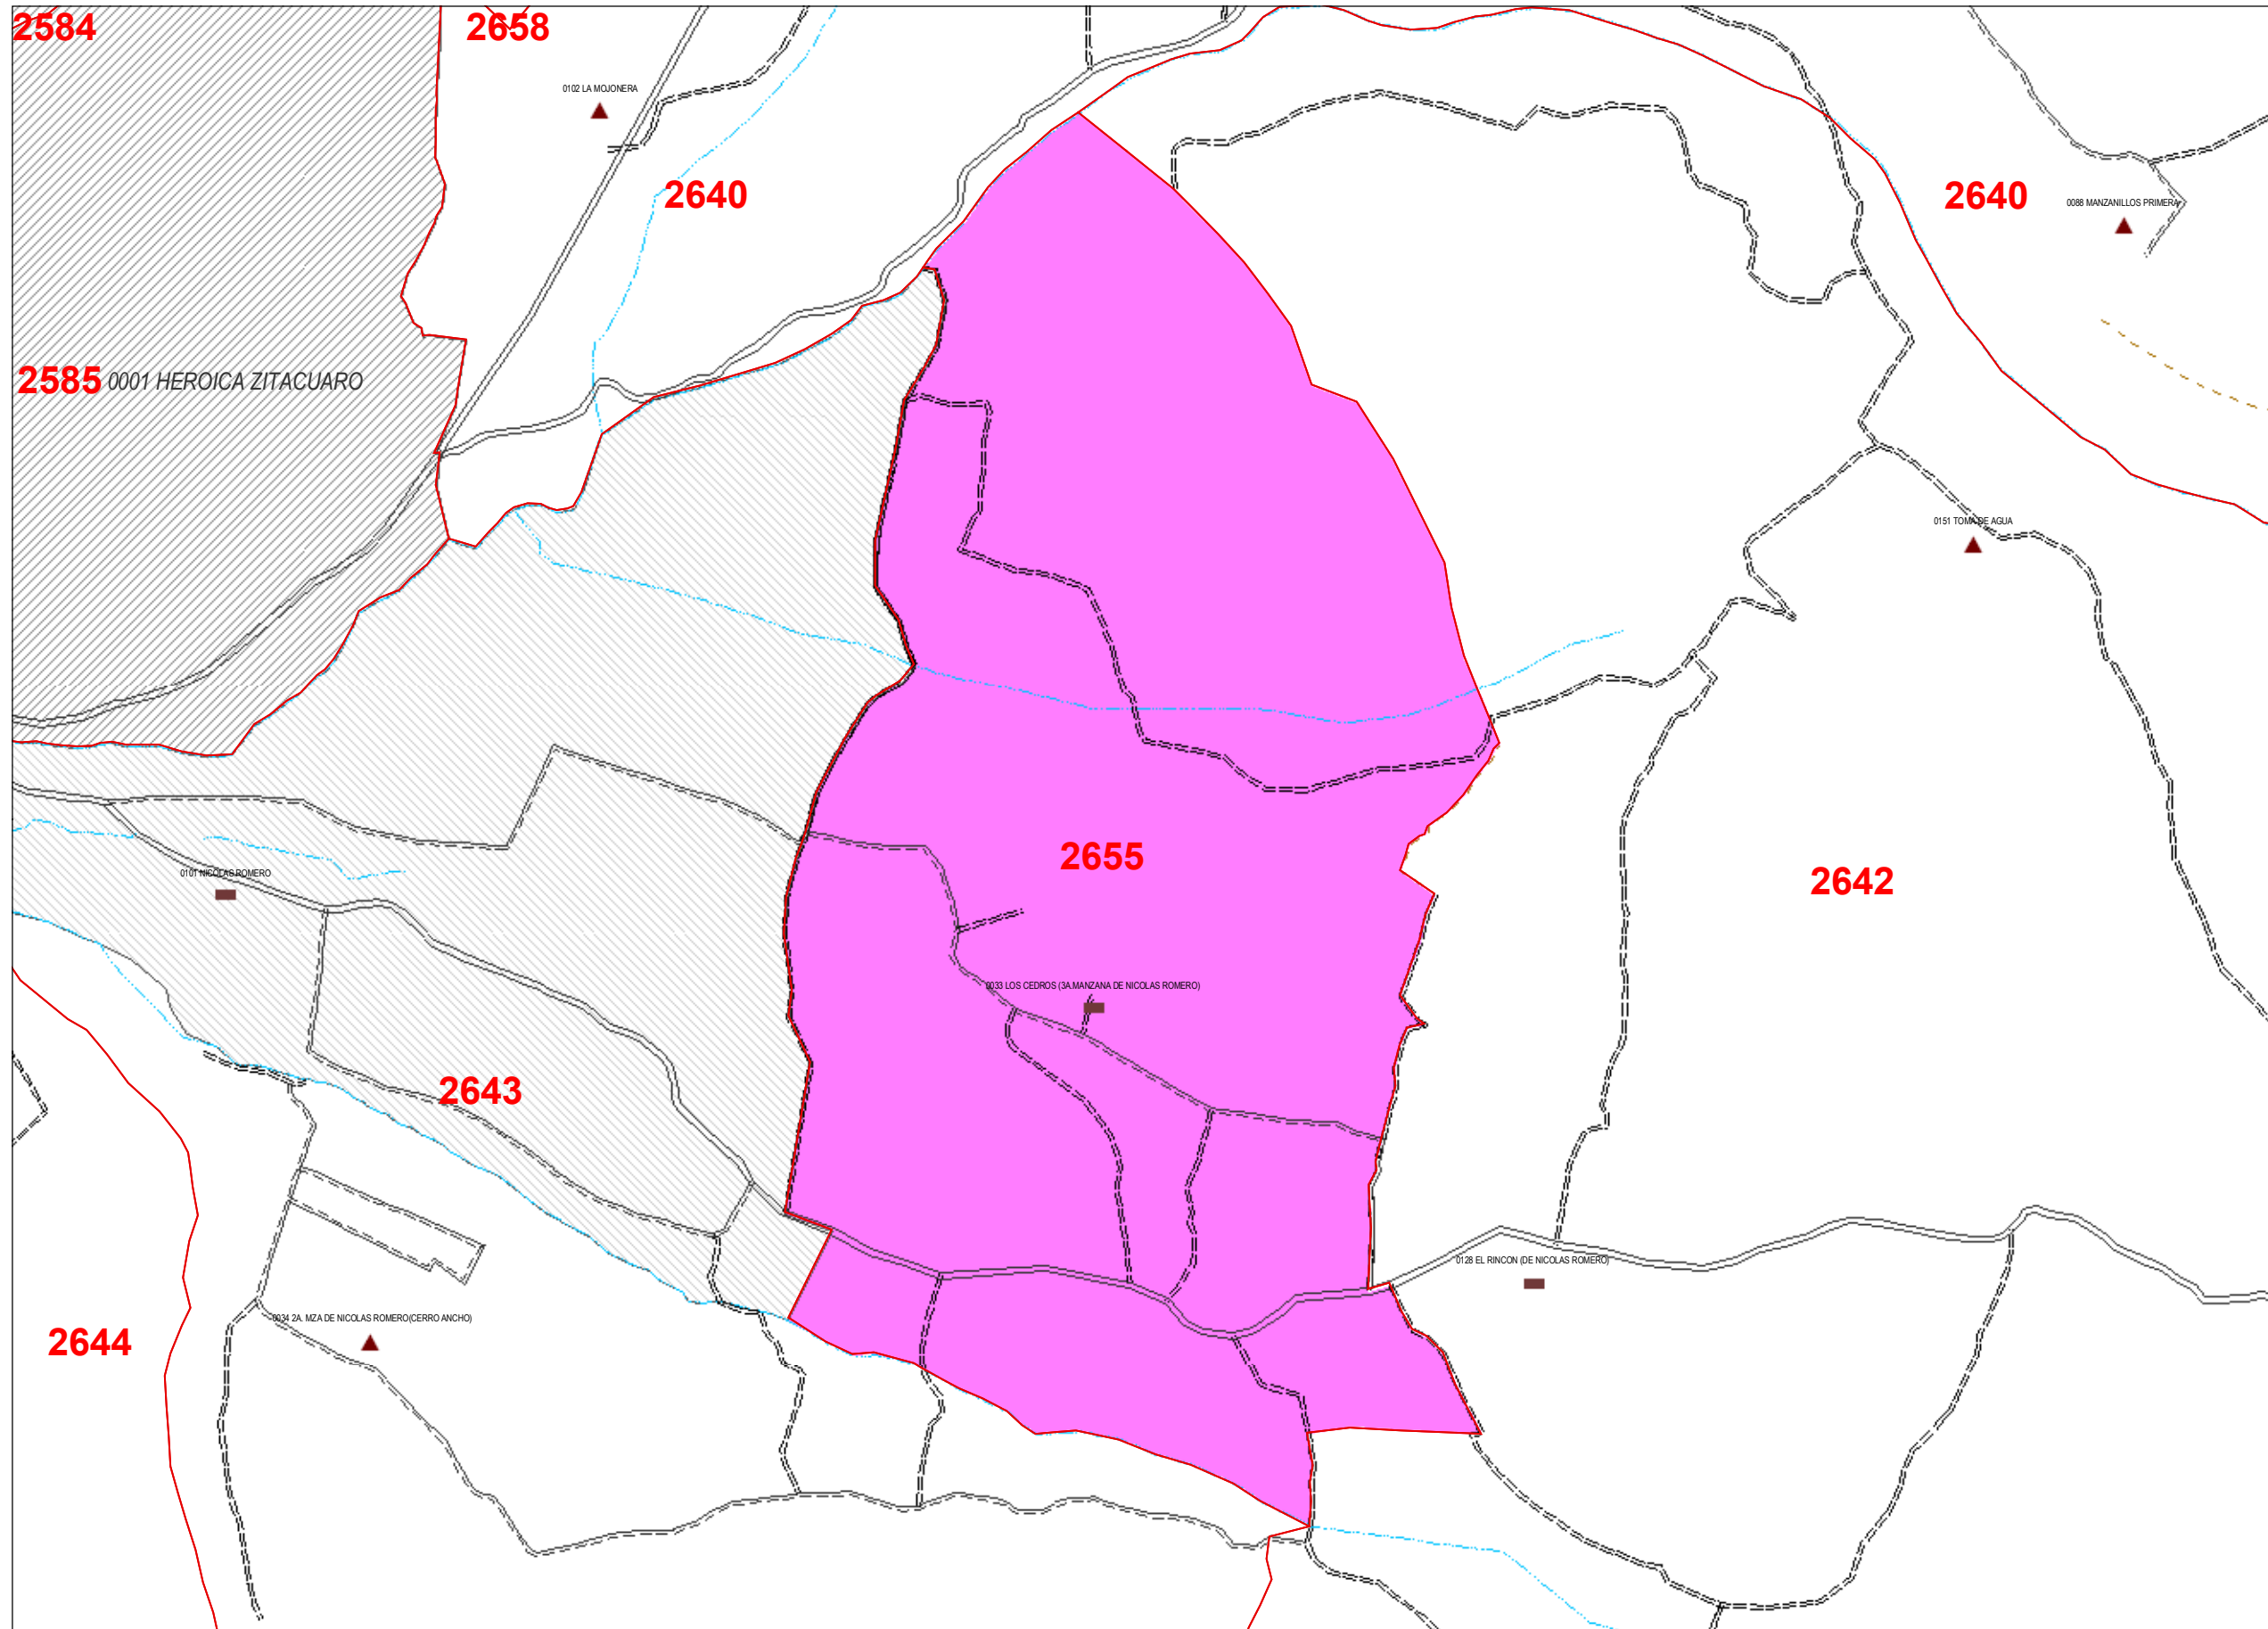 2584
2658
0102 LA MOJONERA
2640
2640
0088 MANZANILLOS PRIMERA
2585
0001 HEROICA ZITACUARO
0151 TOMA DE AGUA
2655
0101 NICOLAS ROMERO
2642
0033 LOS CEDROS (3A.MANZANA DE NICOLAS ROMERO)
2643
0128 EL RINCON (DE NICOLAS ROMERO)
0034 2A. MZA DE NICOLAS ROMERO(CERRO ANCHO)
2644